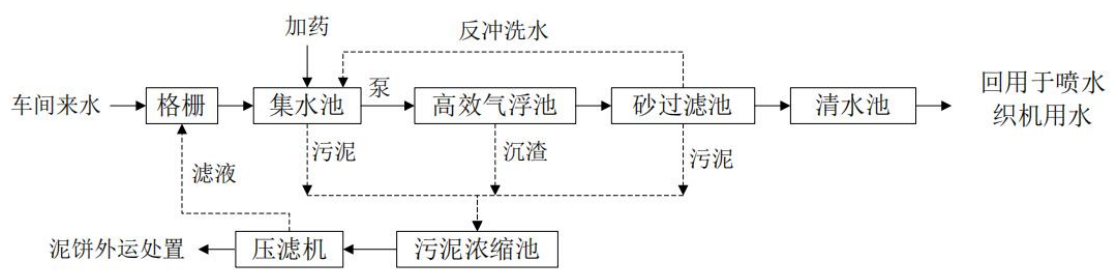 加药
反冲洗水
车间来水
格栅
集水池
泵
高效气浮池
砂过滤池
清水池
回用于喷水
织机用水
污泥
沉渣
污泥
滤液
泥饼外运处置
压滤机
污泥浓缩池